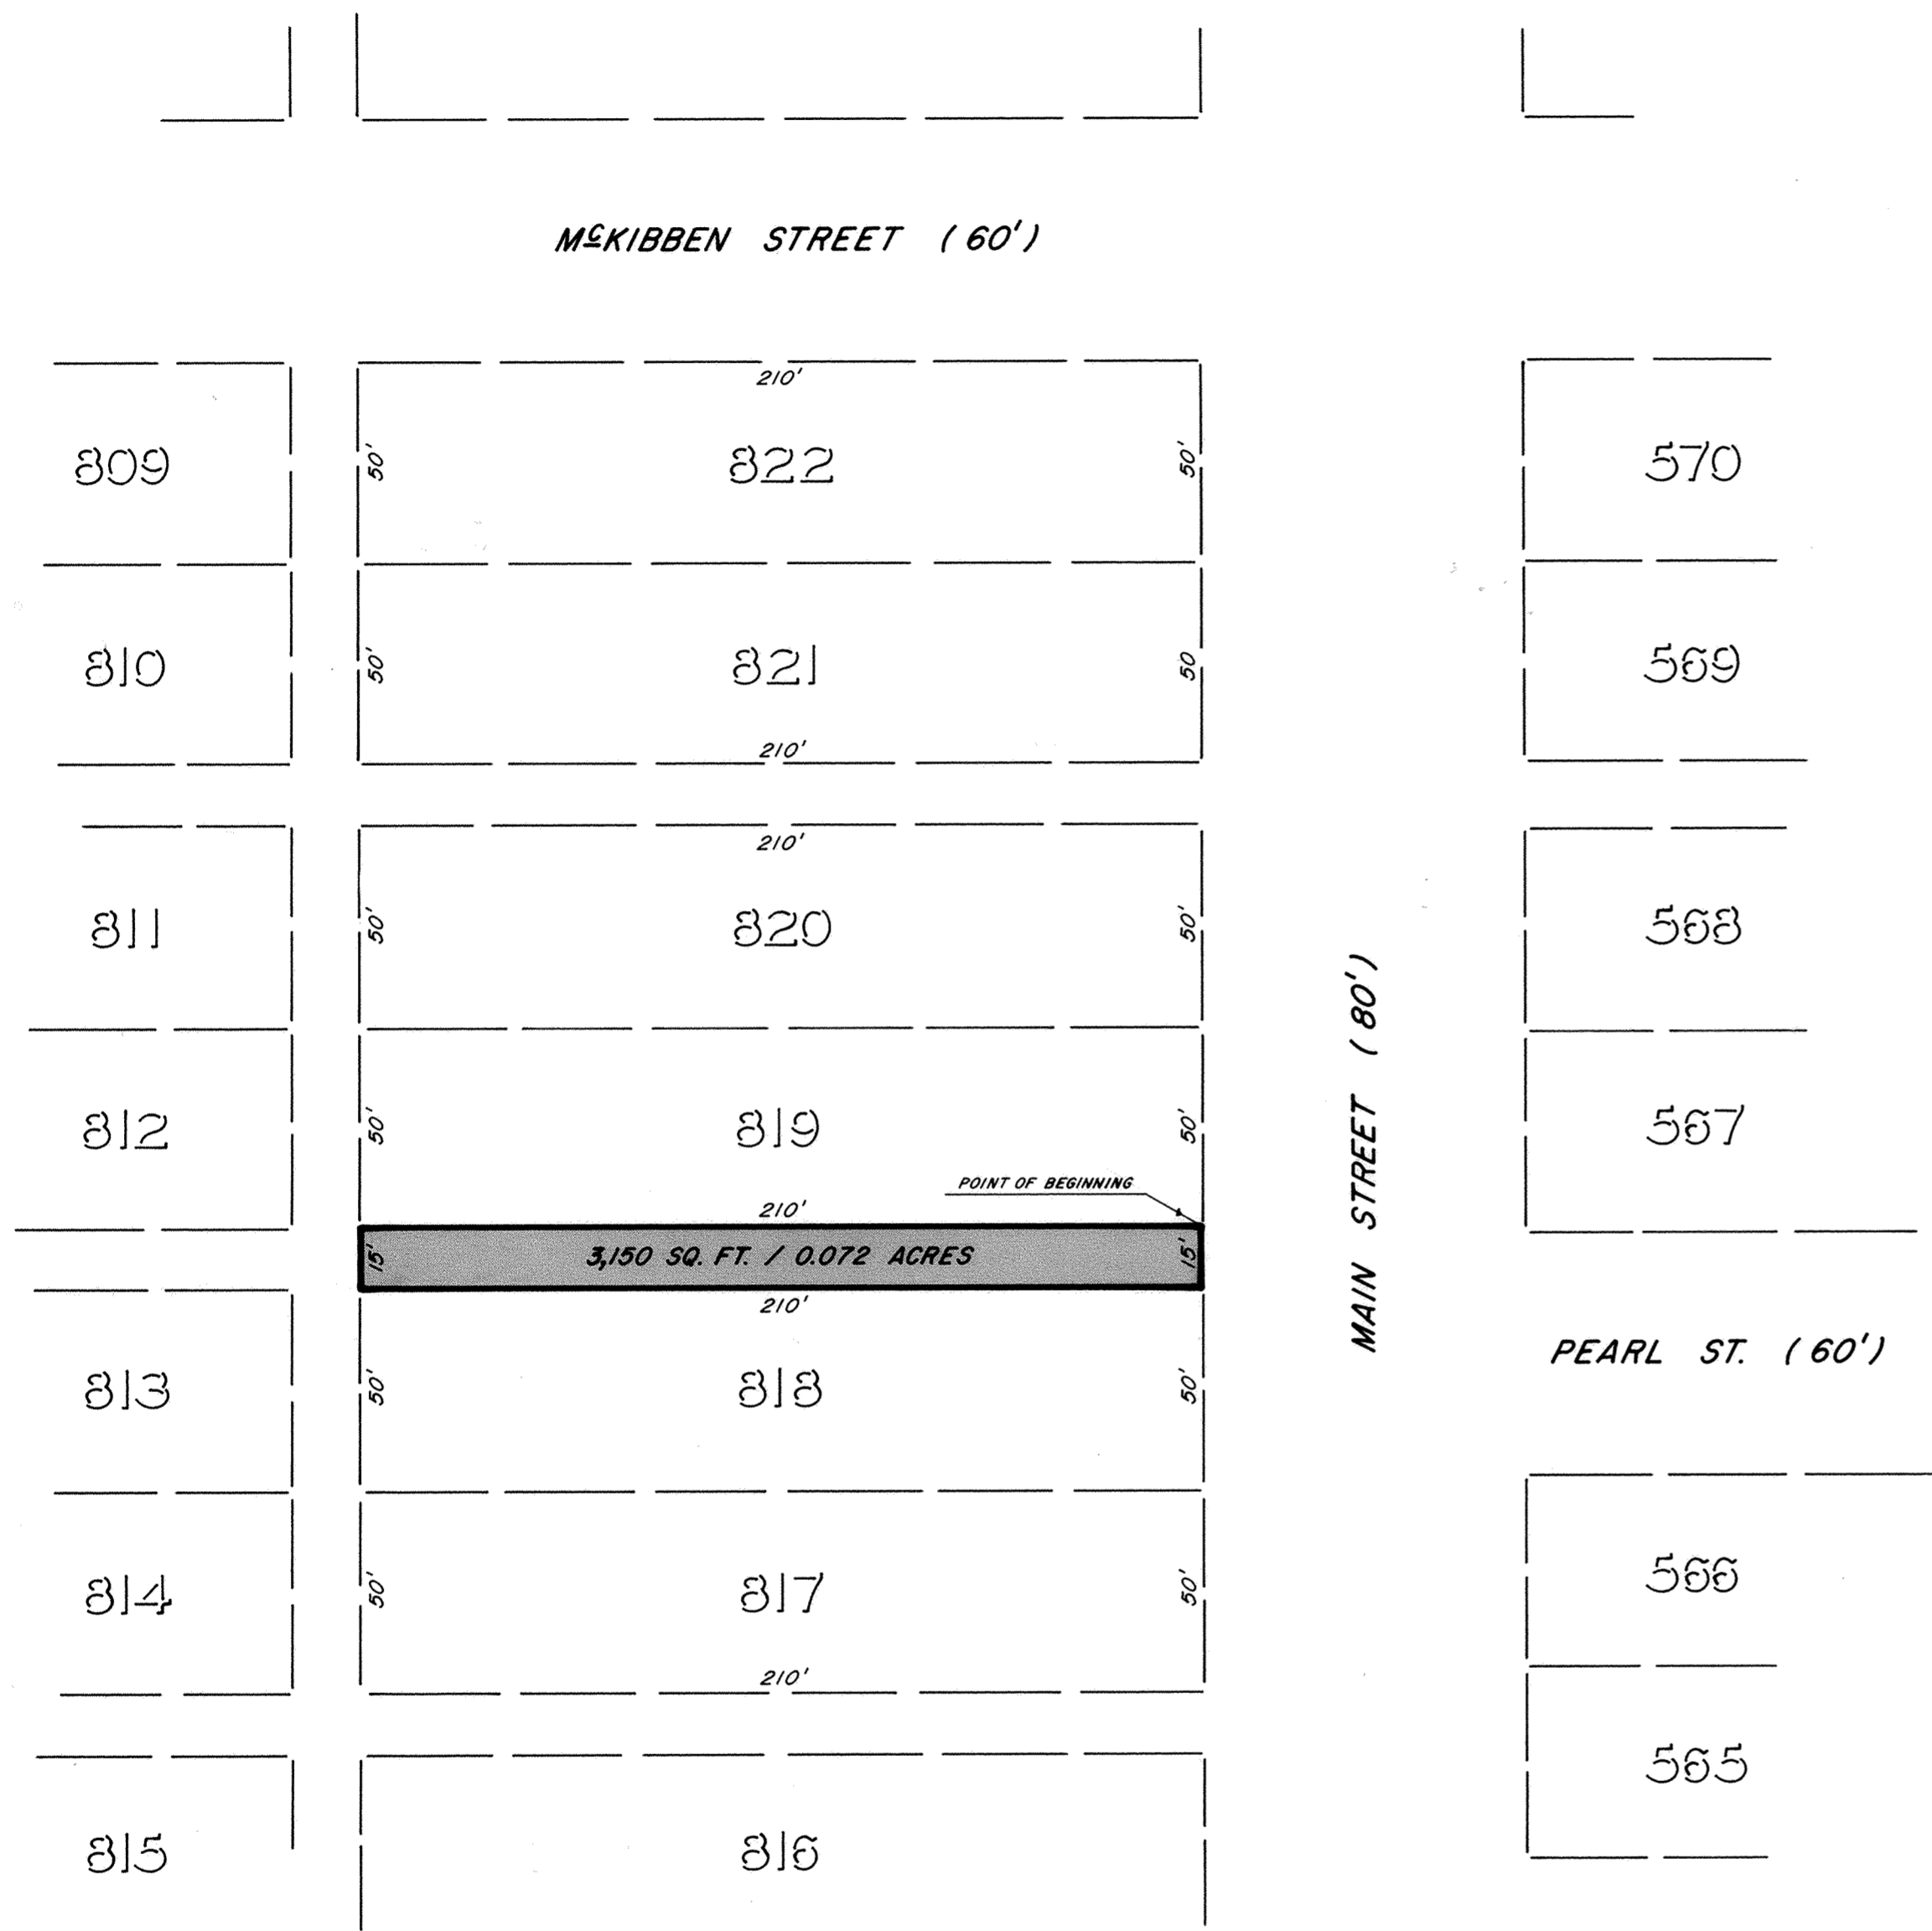 McKIBBEN STREET (60')
210'
809 50' 822 50' 570
810 50' 821 50 569
210'
210'
811 50' 820 50' 568
MAIN STREET (80')
812 50' 819 50' 567
POINT OF BEGINNING
210'
15' 3,150 SQ. FT. / 0.072 ACRES 15'
210'
PEARL ST. (60')
813 50' 818 50'
814 50' 817 50' 566
210'
565
815 816